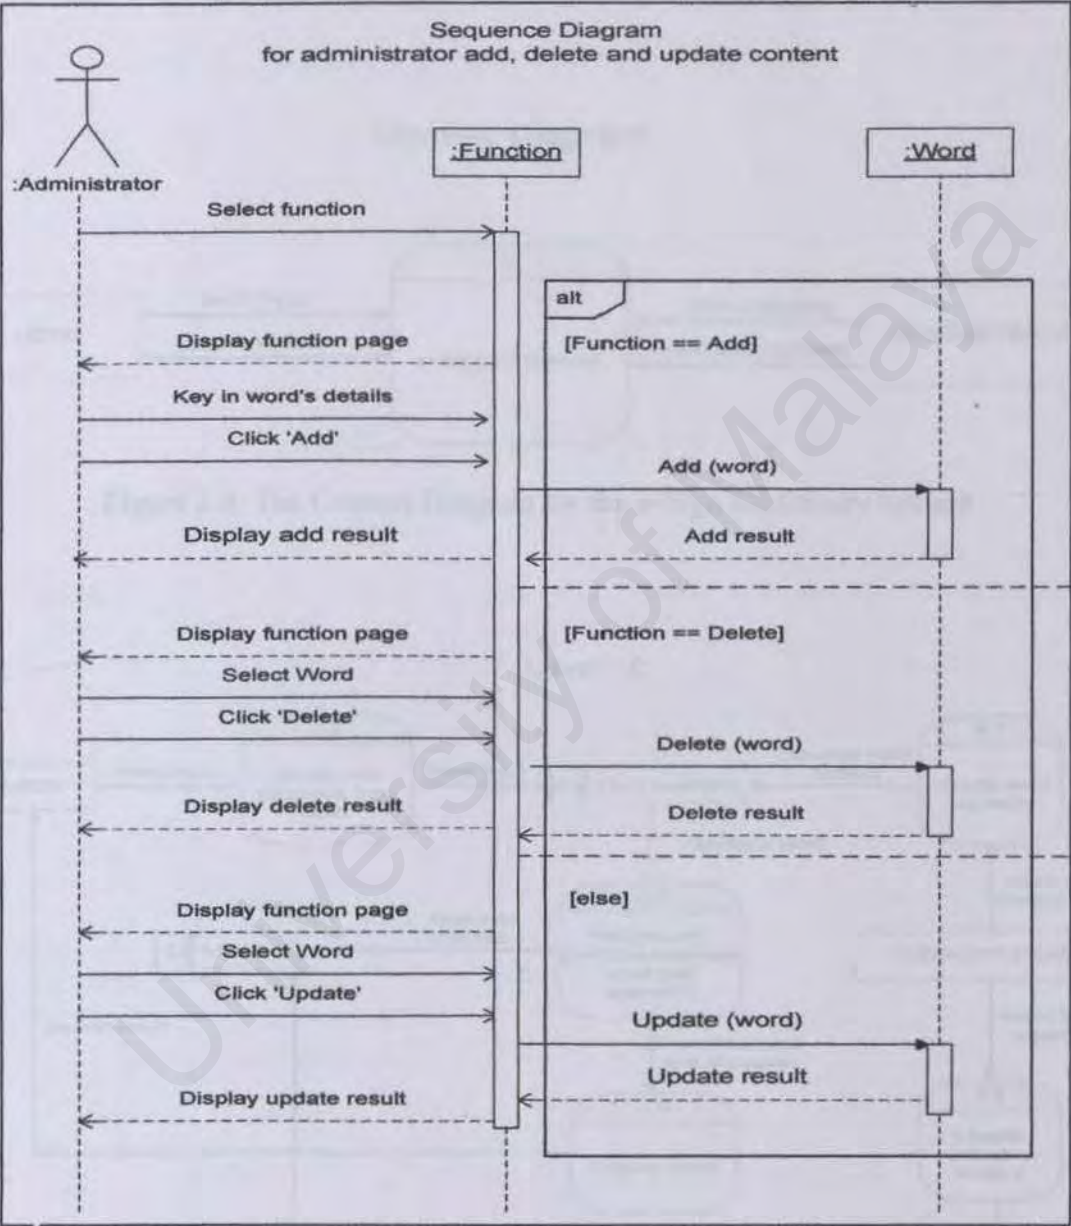 Sequence Diagram
for administrator add, delete and update content
:Administrator
:Function
:Word
Select function
alt
[Function == Add]
Display function page
Key in word's details
Click 'Add'
Add (word)
Display add result
Add result
[Function == Delete]
Display function page
Select Word
Click 'Delete'
Delete (word)
Display delete result
Delete result
[else]
Display function page
Select Word
Click 'Update'
Update (word)
Update result
Display update result
University of Malaya